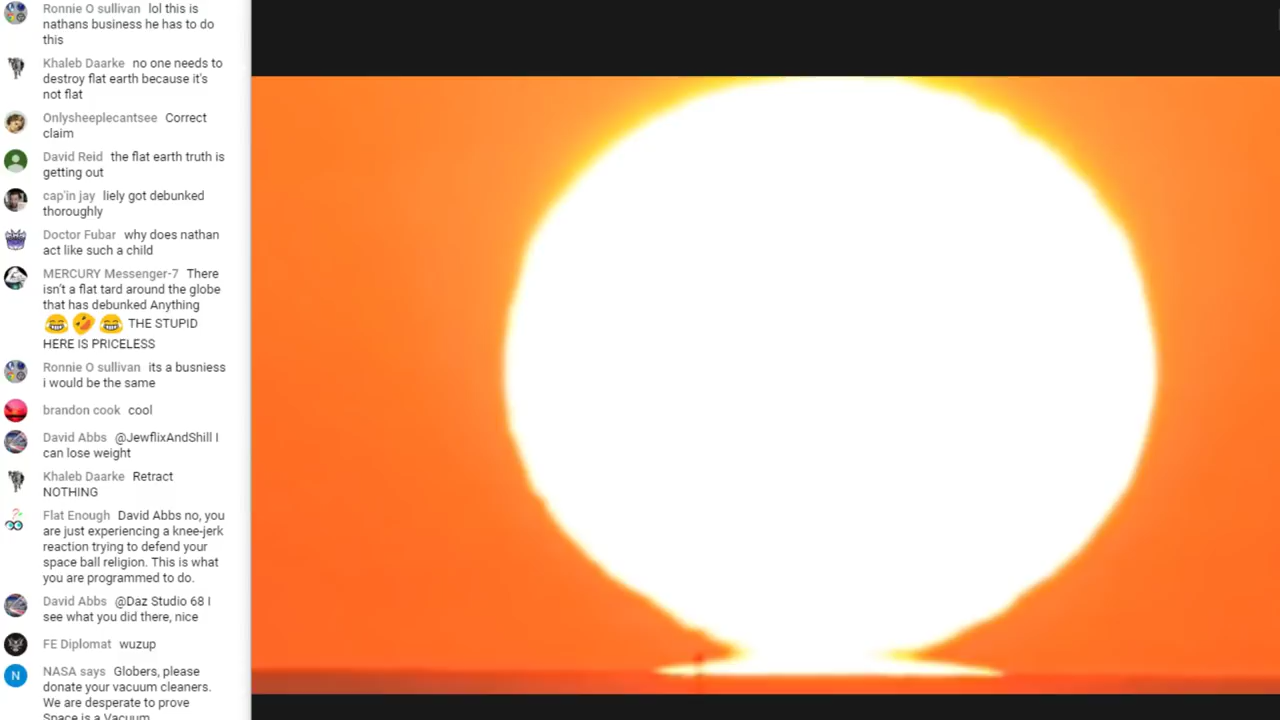 Ronnie O sullivan lol this is
nathans business he has to do
this
Khaleb Daarke no one needs to
destroy flat earth because it's
not flat
Onlysheeplecantsee Correct
claim
David Reid the flat earth truth is
getting out
cap'in jay liely got debunked
thoroughly
Doctor Fubar why does nathan
act like such a child
MERCURY Messenger-7 There
isn't a flat tard around the globe
that has debunked Anything
😂 🤣 😂 THE STUPID
HERE IS PRICELESS
Ronnie O sullivan its a busniess
i would be the same
brandon cook cool
David Abbs @JewflixAndShill I
can lose weight
Khaleb Daarke Retract
NOTHING
Flat Enough David Abbs no, you
are just experiencing a knee-jerk
reaction trying to defend your
space ball religion. This is what
you are programmed to do.
David Abbs @Daz Studio 68 I
see what you did there, nice
FE Diplomat wuzup
N
NASA says Globers, please
donate your vacuum cleaners.
We are desperate to prove
Space is a Vacuum